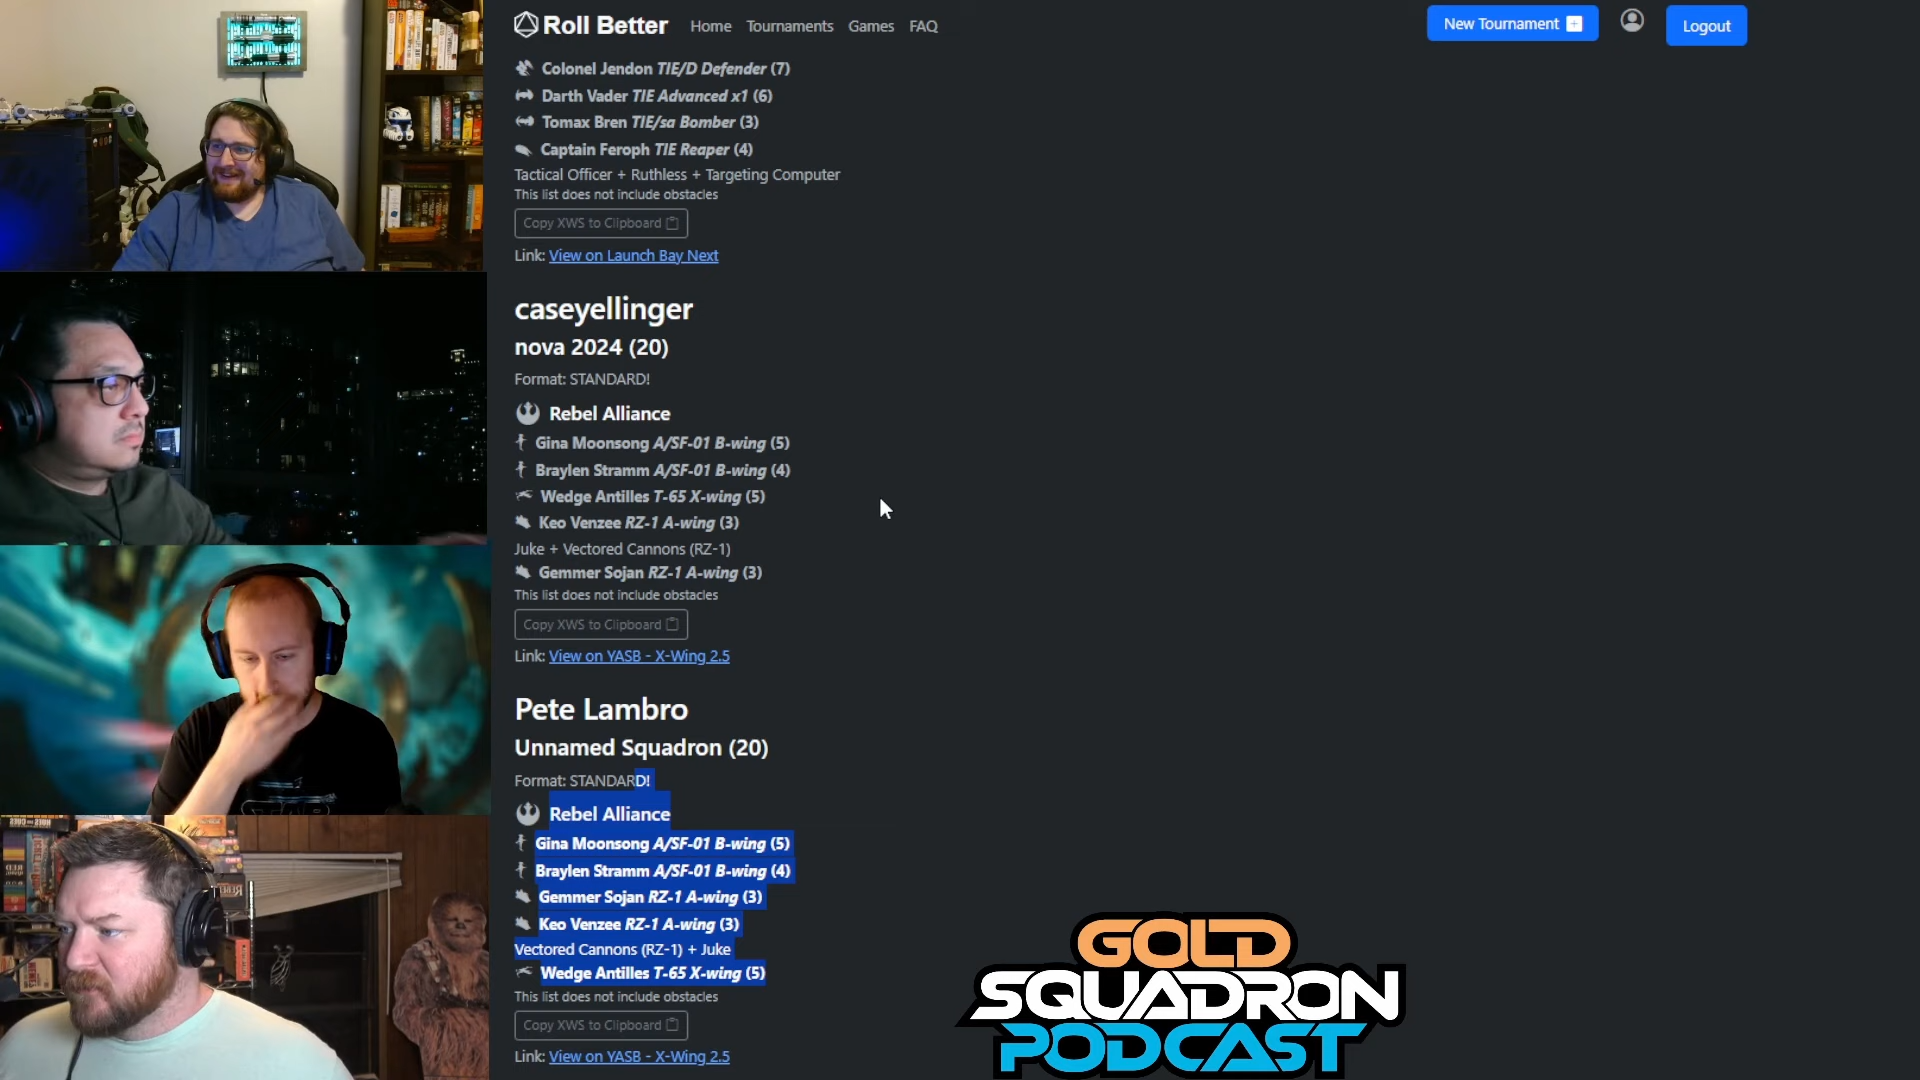 Roll Better
Home
Tournaments
Games
FAQ
New Tournament
Logout
Colonel Jendon TIE/D Defender (7)
Darth Vader TIE Advanced x1 (6)
Tomax Bren TIE/sa Bomber (3)
Captain Feroph TIE Reaper (4)
Tactical Officer + Ruthless + Targeting Computer
This list does not include obstacles
Copy XWS to Clipboard
Link: View on Launch Bay Next
caseyellinger
nova 2024 (20)
Format: STANDARD!
Rebel Alliance
Gina Moonsong A/SF-01 B-wing (5)
Braylen Stramm A/SF-01 B-wing (4)
Wedge Antilles T-65 X-wing (5)
Keo Venzee RZ-1 A-wing (3)
Juke + Vectored Cannons (RZ-1)
Gemmer Sojan RZ-1 A-wing (3)
This list does not include obstacles
Copy XWS to Clipboard
Link: View on YASB - X-Wing 2.5
Pete Lambro
Unnamed Squadron (20)
Format: STANDARD!
Rebel Alliance
Gina Moonsong A/SF-01 B-wing (5)
Braylen Stramm A/SF-01 B-wing (4)
Gemmer Sojan RZ-1 A-wing (3)
Keo Venzee RZ-1 A-wing (3)
Vectored Cannons (RZ-1) + Juke
Wedge Antilles T-65 X-wing (5)
This list does not include obstacles
Copy XWS to Clipboard
Link: View on YASB - X-Wing 2.5
GOLD
SQUADRON
PODCAST